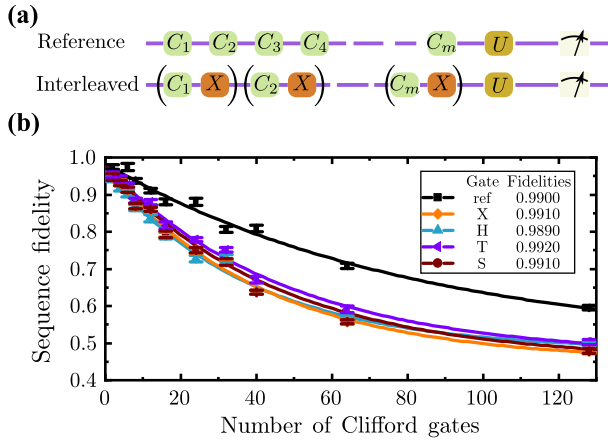 (a)
Reference C1 C2 C3 C4 Cm U
Interleaved (C1 X) (C2 X) (Cm X) U
(b)
Sequence fidelity
1.0
0.9
0.8
0.7
0.6
0.5
0.4
Gate Fidelities
ref 0.9900
X 0.9910
H 0.9890
T 0.9920
S 0.9910
0 20 40 60 80 100 120
Number of Clifford gates